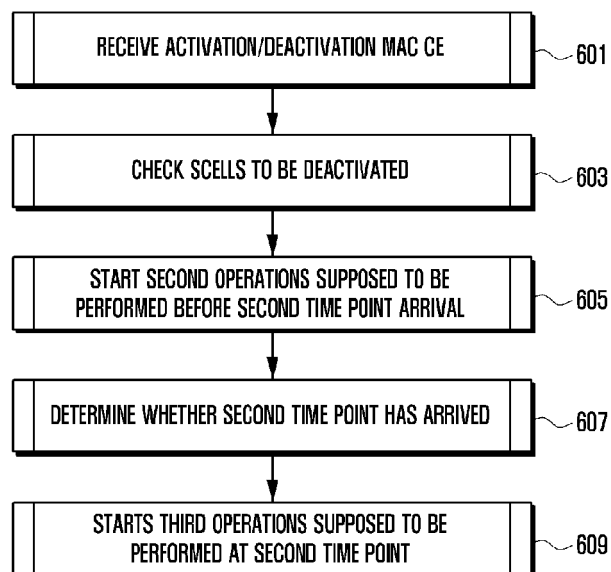 RECEIVE ACTIVATION/DEACTIVATION MAC CE
601
CHECK SCELLS TO BE DEACTIVATED
603
START SECOND OPERATIONS SUPPOSED TO BE
PERFORMED BEFORE SECOND TIME POINT ARRIVAL
605
DETERMINE WHETHER SECOND TIME POINT HAS ARRIVED
607
STARTS THIRD OPERATIONS SUPPOSED TO BE
PERFORMED AT SECOND TIME POINT
609